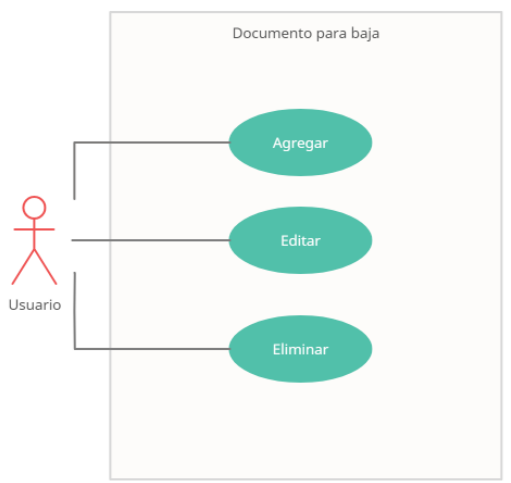 Documento para baja
Agregar
Editar
Usuario
Eliminar